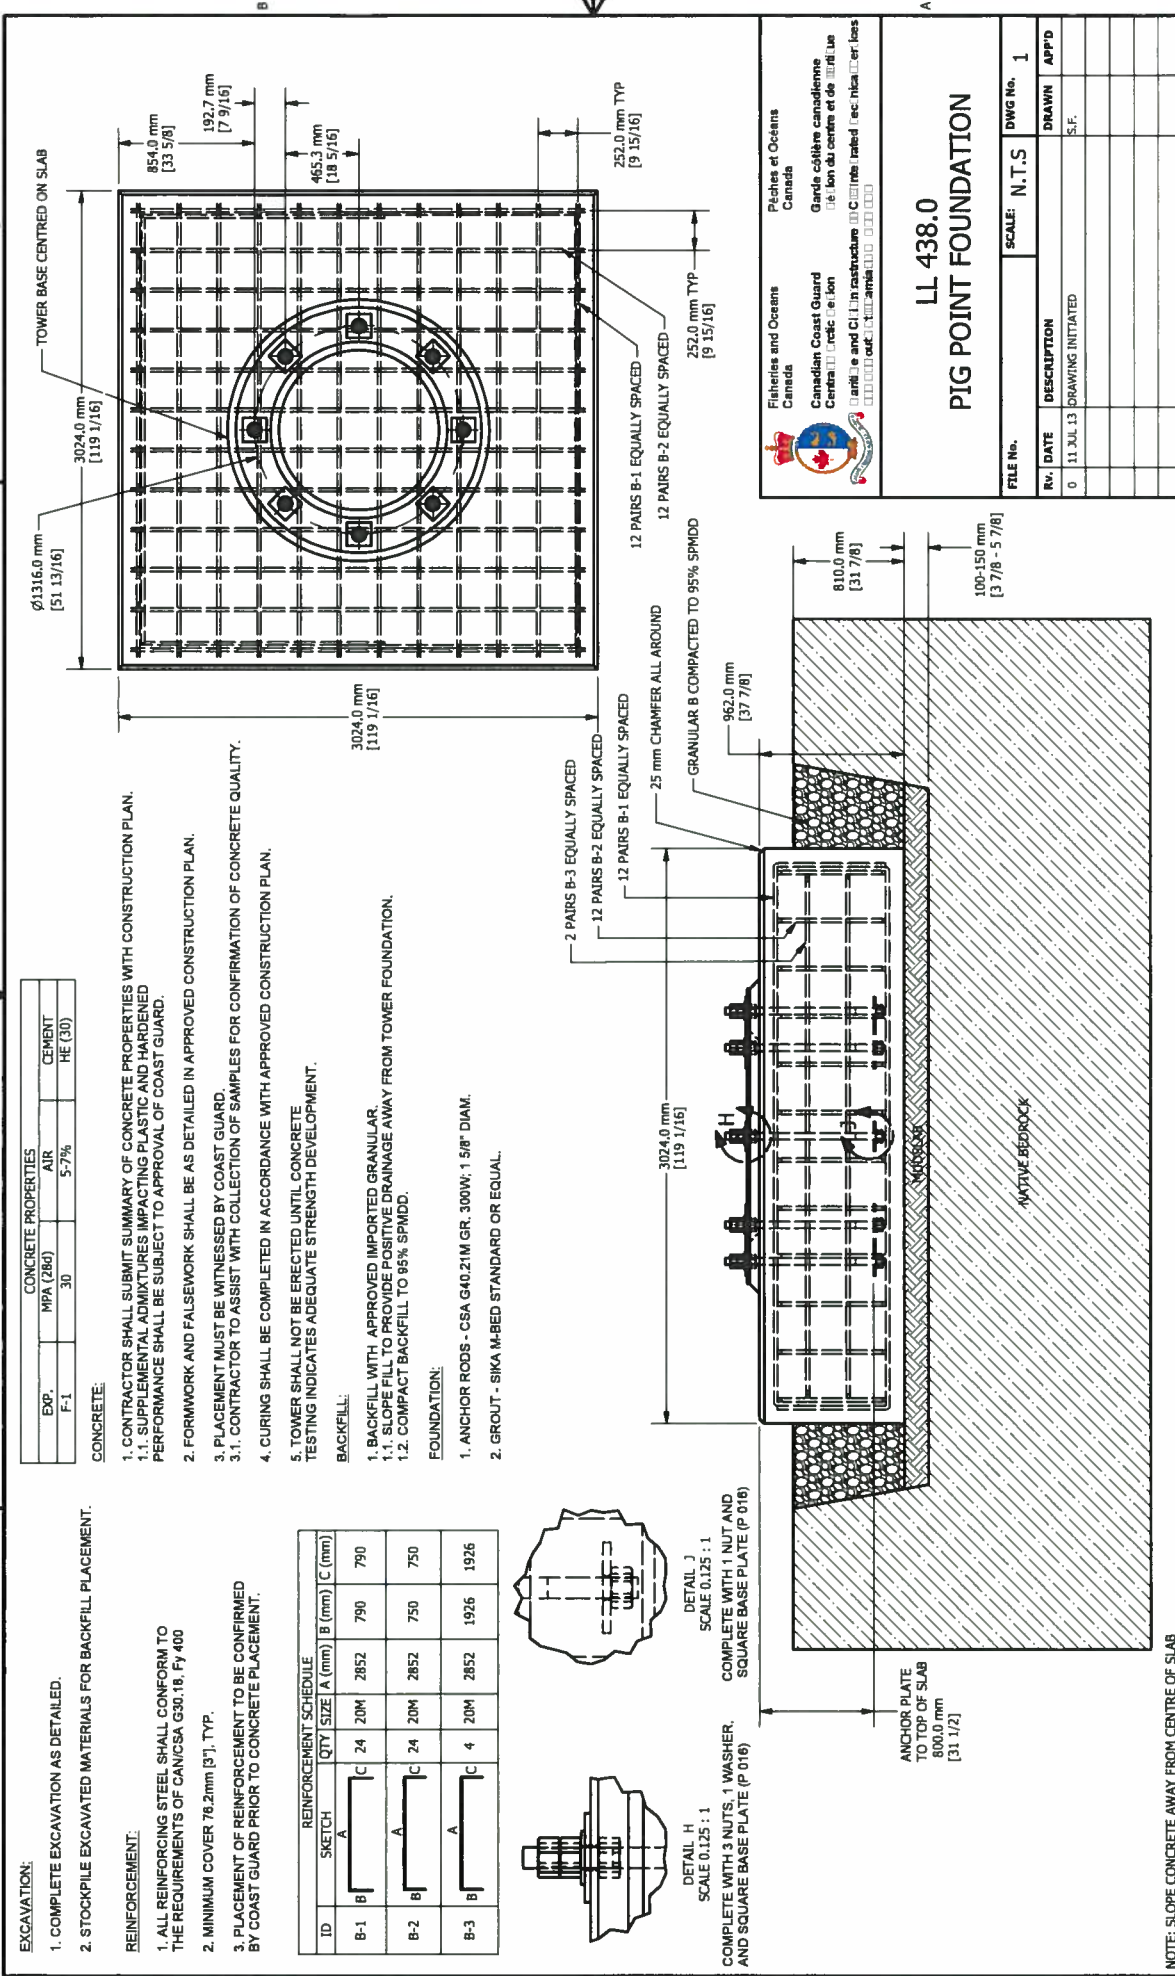 EXCAVATION:
1. COMPLETE EXCAVATION AS DETAILED.
2. STOCKPILE EXCAVATED MATERIALS FOR BACKFILL PLACEMENT.
REINFORCEMENT:
1. ALL REINFORCING STEEL SHALL CONFORM TO
THE REQUIREMENTS OF CAN/CSA G30.18, Fy 400
2. MINIMUM COVER 76.2mm [3"], TYP.
3. PLACEMENT OF REINFORCEMENT TO BE CONFIRMED
BY COAST GUARD PRIOR TO CONCRETE PLACEMENT.
REINFORCEMENT SCHEDULE
ID SKETCH QTY SIZE A (mm) B (mm) C (mm)
B-1 B A C 24 20M 2852 790 790
B-2 B A C 24 20M 2852 750 750
B-3 B A C 4 20M 2852 1926 1926
DETAIL H
SCALE 0.125 : 1
COMPLETE WITH 3 NUTS, 1 WASHER,
AND SQUARE BASE PLATE (P 016)
DETAIL J
SCALE 0.125 : 1
COMPLETE WITH 1 NUT AND
SQUARE BASE PLATE (P 016)
CONCRETE PROPERTIES
EXP. MPA (28d) AIR CEMENT
F-1 30 5-7% HE (30)
CONCRETE:
1. CONTRACTOR SHALL SUBMIT SUMMARY OF CONCRETE PROPERTIES WITH CONSTRUCTION PLAN.
1.1. SUPPLEMENTAL ADMIXTURES IMPACTING PLASTIC AND HARDENED
PERFORMANCE SHALL BE SUBJECT TO APPROVAL OF COAST GUARD.
2. FORMWORK AND FALSEWORK SHALL BE AS DETAILED IN APPROVED CONSTRUCTION PLAN.
3. PLACEMENT MUST BE WITNESSED BY COAST GUARD.
3.1. CONTRACTOR TO ASSIST WITH COLLECTION OF SAMPLES FOR CONFIRMATION OF CONCRETE QUALITY.
4. CURING SHALL BE COMPLETED IN ACCORDANCE WITH APPROVED CONSTRUCTION PLAN.
5. TOWER SHALL NOT BE ERECTED UNTIL CONCRETE
TESTING INDICATES ADEQUATE STRENGTH DEVELOPMENT.
BACKFILL:
1. BACKFILL WITH APPROVED IMPORTED GRANULAR.
1.1. SLOPE FILL TO PROVIDE POSITIVE DRAINAGE AWAY FROM TOWER FOUNDATION.
1.2. COMPACT BACKFILL TO 95% SPMDD.
FOUNDATION:
1. ANCHOR RODS - CSA G40.21M GR. 300W; 1 5/8" DIAM.
2. GROUT - SIKA M-BED STANDARD OR EQUAL.
Ø1316.0 mm
[51 13/16]
3024.0 mm
[119 1/16]
TOWER BASE CENTRED ON SLAB
854.0 mm
[33 5/8]
192.7 mm
[7 9/16]
465.3 mm
[18 5/16]
252.0 mm TYP
[9 15/16]
252.0 mm TYP
[9 15/16]
3024.0 mm
[119 1/16]
12 PAIRS B-1 EQUALLY SPACED
12 PAIRS B-2 EQUALLY SPACED
2 PAIRS B-3 EQUALLY SPACED
12 PAIRS B-2 EQUALLY SPACED
12 PAIRS B-1 EQUALLY SPACED
25 mm CHAMFER ALL AROUND
GRANULAR B COMPACTED TO 95% SPMDD
3024.0 mm
[119 1/16]
962.0 mm
[37 7/8]
810.0 mm
[31 7/8]
100-150 mm
[3 7/8 - 5 7/8]
H
J
MUDSLAB
NATIVE BEDROCK
ANCHOR PLATE
TO TOP OF SLAB
800.0 mm
[31 1/2]
NOTE: SLOPE CONCRETE AWAY FROM CENTRE OF SLAB
B
A
Fisheries and Oceans
Canada
Pêches et Océans
Canada
Canadian Coast Guard
Garde côtière canadienne
LL 438.0
PIG POINT FOUNDATION
FILE No. SCALE: N.T.S DWG No. 1
Rv. DATE DESCRIPTION DRAWN APP'D
0 11 JUL 13 DRAWING INITIATED S.F.